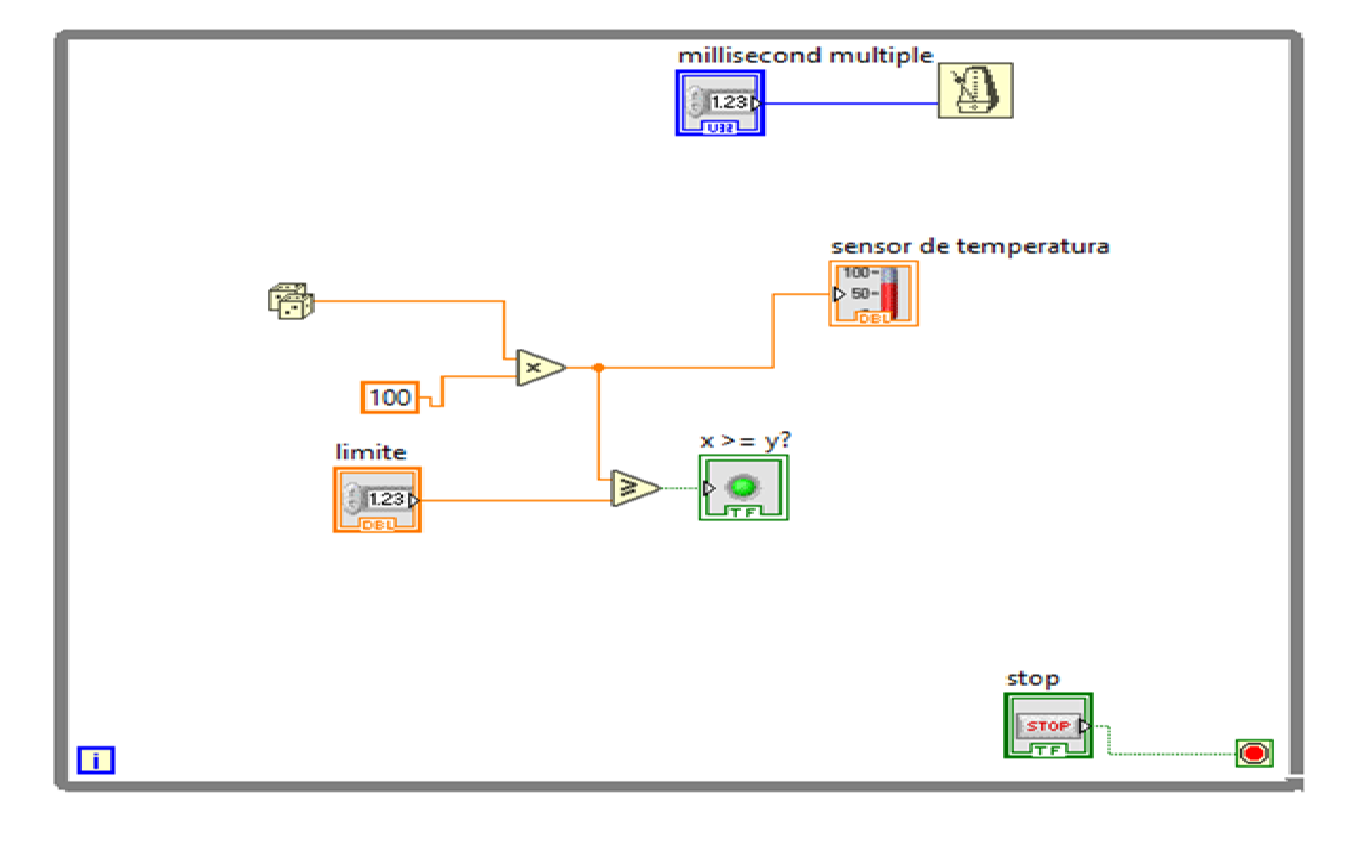 millisecond multiple
1.23
U32
sensor de temperatura
100
50
DBL
×
100
limite
1.23
DBL
≥
x >= y?
TF
stop
STOP
TF
i